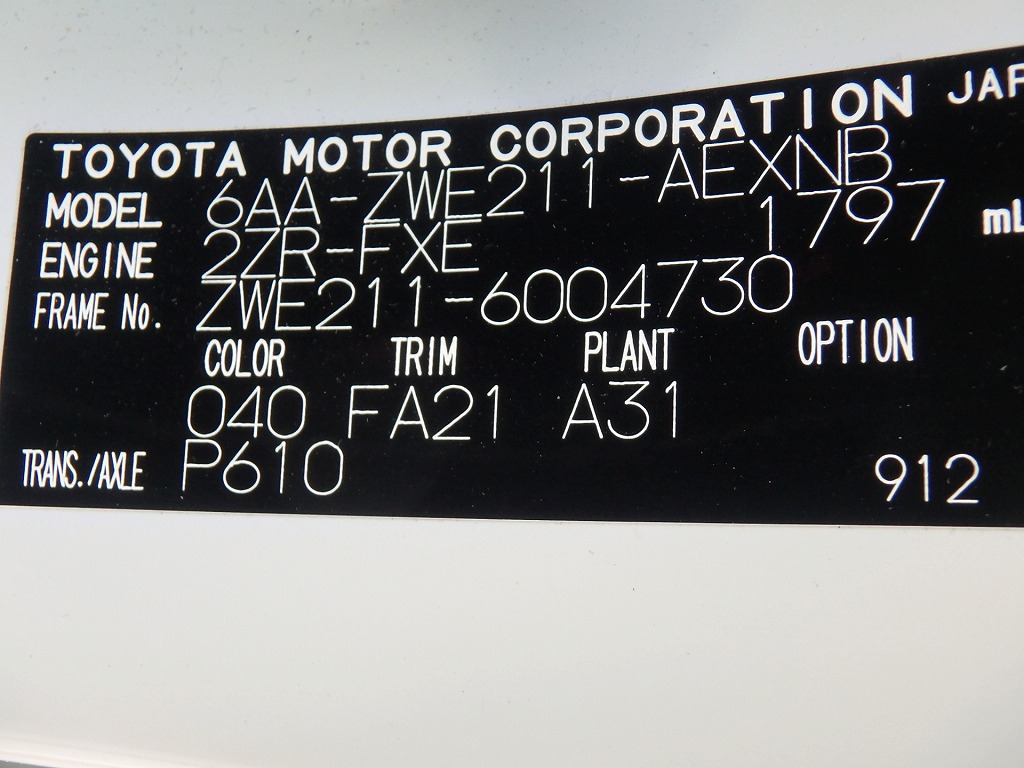 TOYOTA MOTOR CORPORATION JAP
MODEL 6AA-ZWE211-AEXNB
ENGINE 2ZR-FXE 1797 mL
FRAME No. ZWE211-6004730
COLOR TRIM PLANT OPTION
040 FA21 A31
TRANS./AXLE P610 912